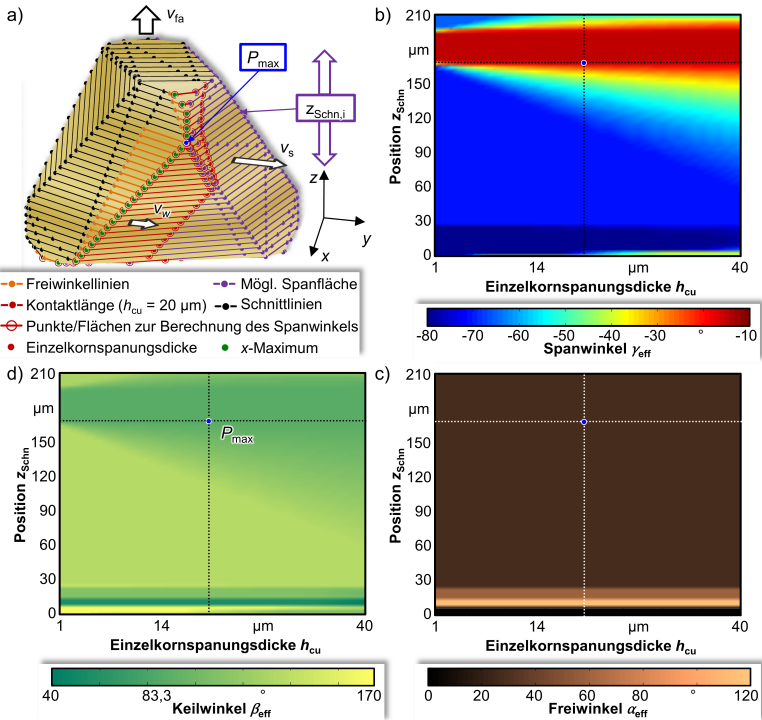 a)
v_fa
P_max
z_Schn,i
v_s
v_w
z
y
x
Freiwinkellinien
Mögl. Spanfläche
Kontaktlänge (h_cu = 20 µm)
Schnittlinien
Punkte/Flächen zur Berechnung des Spanwinkels
Einzelkornspanungsdicke
x-Maximum
b)
Position z_Schn
210
µm
150
120
90
60
30
0
1 14 µm 40
Einzelkornspanungsdicke h_cu
-80 -70 -60 -50 -40 -30 ° -10
Spanwinkel γ_eff
d)
Position z_Schn
210
µm
150
120
90
60
30
0
P_max
1 14 µm 40
Einzelkornspanungsdicke h_cu
40 83,3 ° 170
Keilwinkel β_eff
c)
Position z_Schn
210
µm
150
120
90
60
30
0
1 14 µm 40
Einzelkornspanungsdicke h_cu
0 20 40 60 80 ° 120
Freiwinkel α_eff